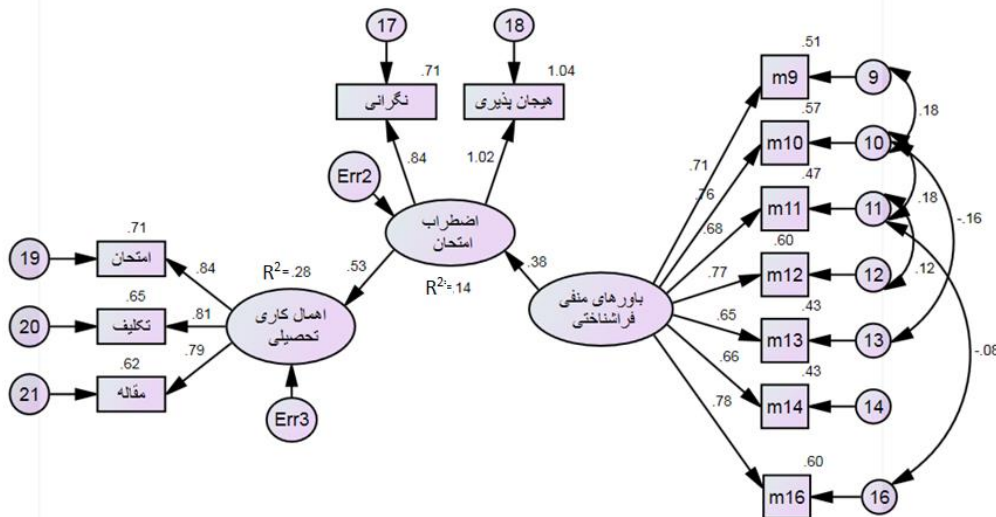 17
18
.71
1.04
نگرانی
هیجان پذیری
.84
1.02
Err2
اضطراب
امتحان
R²=.14
.53
.38
19
.71
امتحان
.84
20
.65
تکلیف
.81
21
.62
مقاله
.79
R²=.28
اهمال کاری
تحصیلی
Err3
باورهای منفی
فراشناختی
.51
m9
9
.71
.18
.57
m10
10
.76
.47
m11
11
.68
.18
-.16
.60
m12
12
.77
.12
.43
m13
13
.65
-.08
.43
m14
14
.66
.60
m16
16
.78